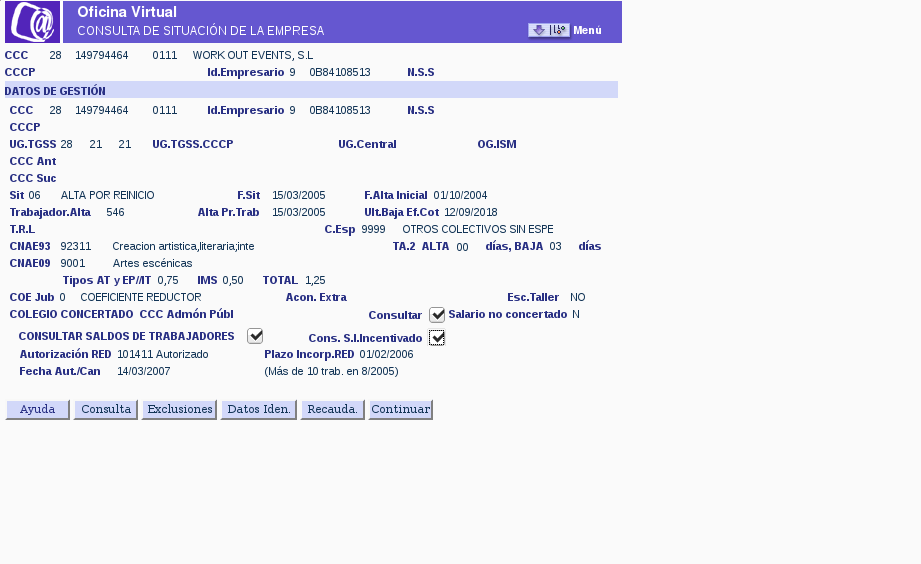 Oficina Virtual
CONSULTA DE SITUACIÓN DE LA EMPRESA Menú
CCC 28 149794464 0111 WORK OUT EVENTS, S.L
CCCP Id.Empresario 9 0B84108513 N.S.S
DATOS DE GESTIÓN
CCC 28 149794464 0111 Id.Empresario 9 0B84108513 N.S.S
CCCP
UG.TGSS 28 21 21 UG.TGSS.CCCP UG.Central OG.ISM
CCC Ant
CCC Suc
Sit 06 ALTA POR REINICIO F.Sit 15/03/2005 F.Alta Inicial 01/10/2004
Trabajador.Alta 546 Alta Pr.Trab 15/03/2005 Ult.Baja Ef.Cot 12/09/2018
T.R.L C.Esp 9999 OTROS COLECTIVOS SIN ESPE
CNAE93 92311 Creacion artistica,literaria;inte TA.2 ALTA 00 días, BAJA 03 días
CNAE09 9001 Artes escénicas
Tipos AT y EP//IT 0,75 IMS 0,50 TOTAL 1,25
COE Jub 0 COEFICIENTE REDUCTOR Acon. Extra Esc.Taller NO
COLEGIO CONCERTADO CCC Admón Públ Consultar Salario no concertado N
CONSULTAR SALDOS DE TRABAJADORES Cons. S.I.Incentivado
Autorización RED 101411 Autorizado Plazo Incorp.RED 01/02/2006
Fecha Aut./Can 14/03/2007 (Más de 10 trab. en 8/2005)
Ayuda Consulta Exclusiones Datos Iden. Recauda. Continuar